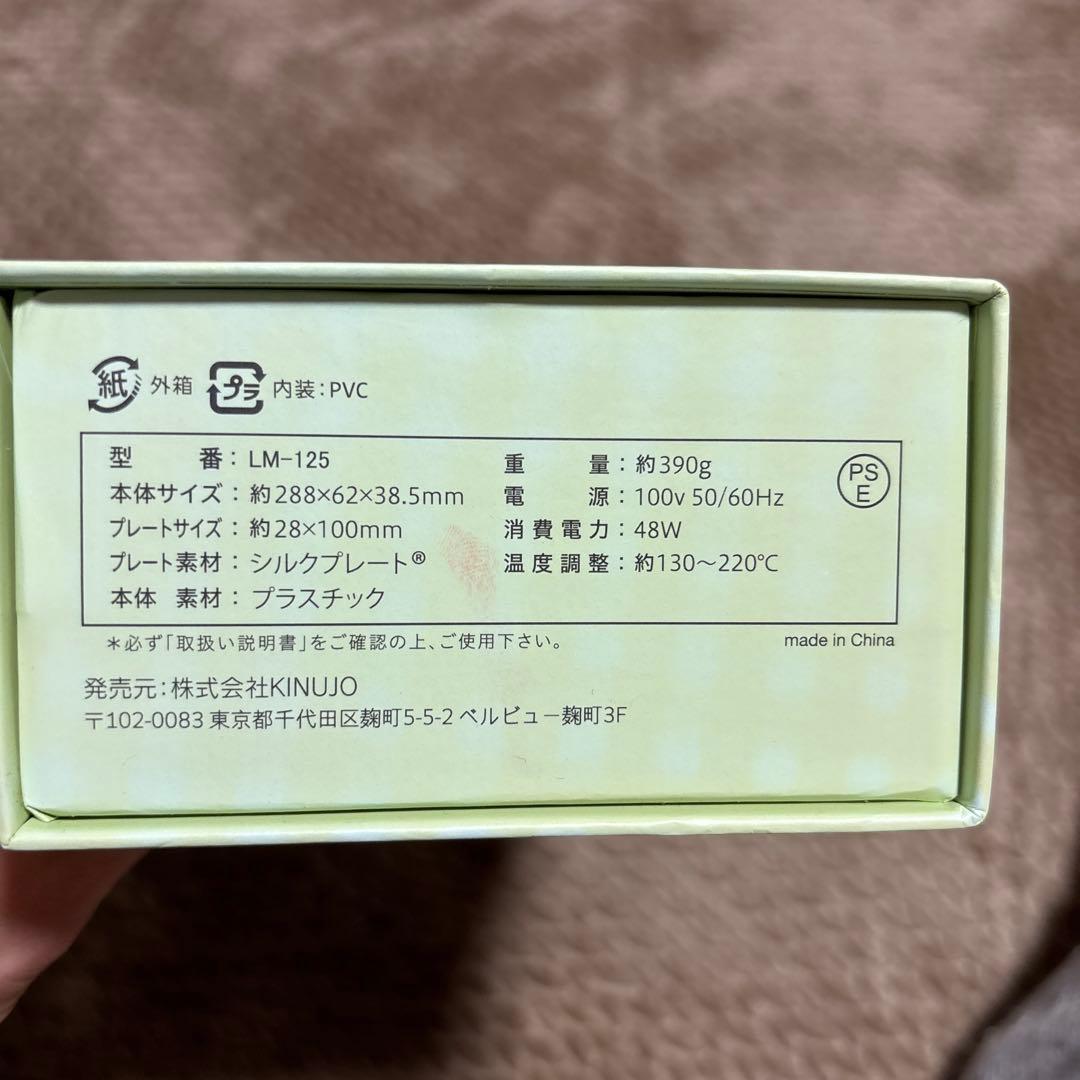 紙 外箱 プラ 内装:PVC
型番:LM-125
本体サイズ:約288×62×38.5mm
プレートサイズ:約28×100mm
プレート素材:シルクプレート®
本体 素材:プラスチック
重量:約390g
電源:100v 50/60Hz
消費電力:48W
温度調整:約130〜220℃
PS
E
＊必ず「取扱い説明書」をご確認の上、ご使用下さい。
made in China
発売元:株式会社KINUJO
〒102-0083 東京都千代田区麹町5-5-2 ベルビュー麹町3F